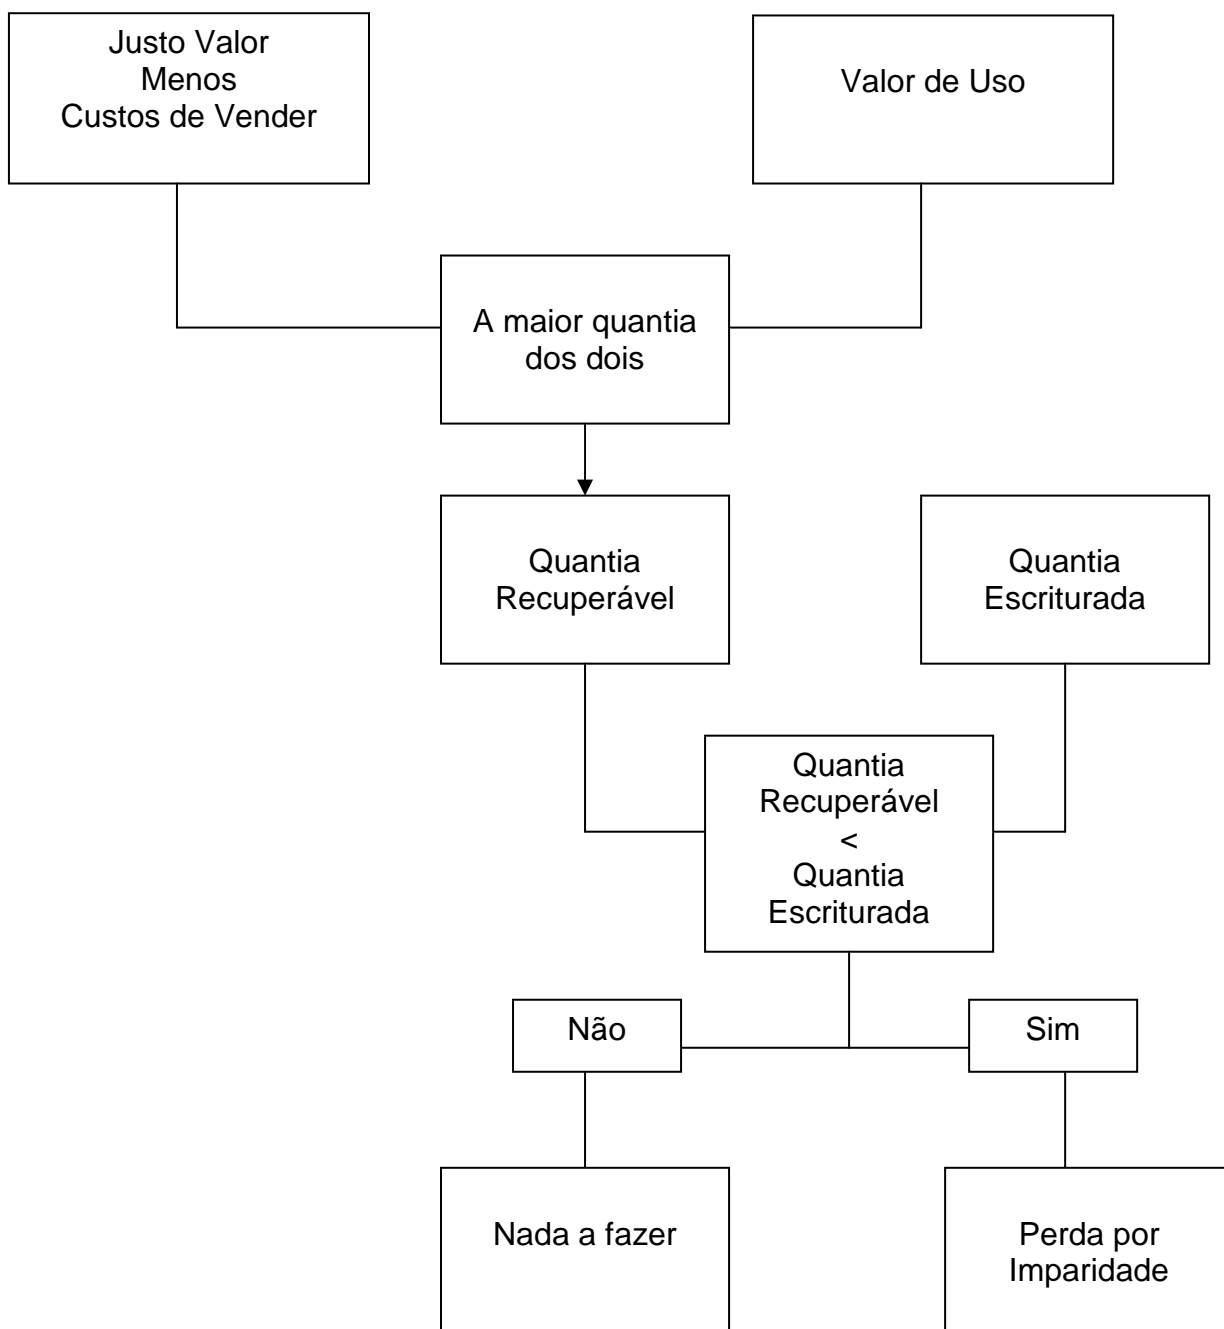 Justo Valor
Menos
Custos de Vender
Valor de Uso
A maior quantia
dos dois
Quantia
Recuperável
Quantia
Escriturada
Quantia
Recuperável
<
Quantia
Escriturada
Não
Sim
Nada a fazer
Perda por
Imparidade